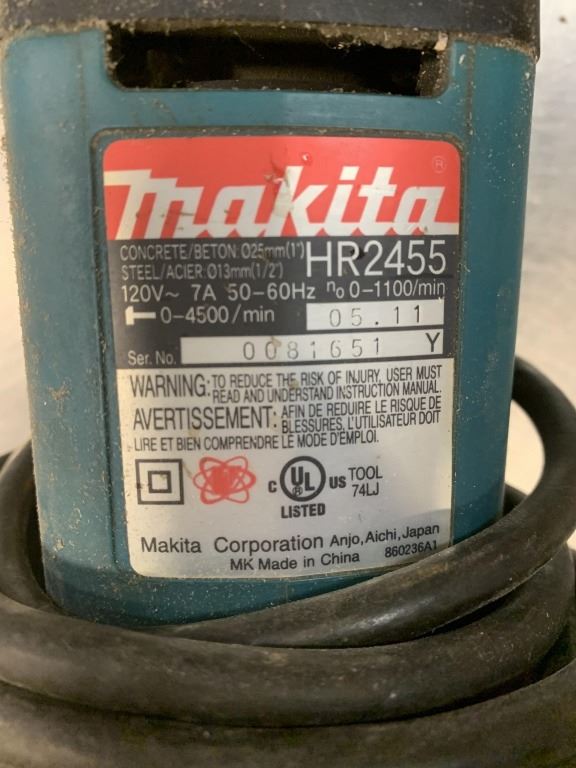 makita®
CONCRETE/BETON: Ø25mm(1")
STEEL/ACIER: Ø13mm(1/2") HR2455
120V~ 7A 50-60Hz n₀ 0-1100/min
0-4500/min 05.11
Ser. No. 0081651 Y
WARNING: TO REDUCE THE RISK OF INJURY, USER MUST
READ AND UNDERSTAND INSTRUCTION MANUAL.
AVERTISSEMENT: AFIN DE REDUIRE LE RISQUE DE
BLESSURES, L'UTILISATEUR DOIT
LIRE ET BIEN COMPRENDRE LE MODE D'EMPLOI.
C UL US TOOL
74LJ
LISTED
Makita Corporation Anjo, Aichi, Japan
MK Made in China 860236A1